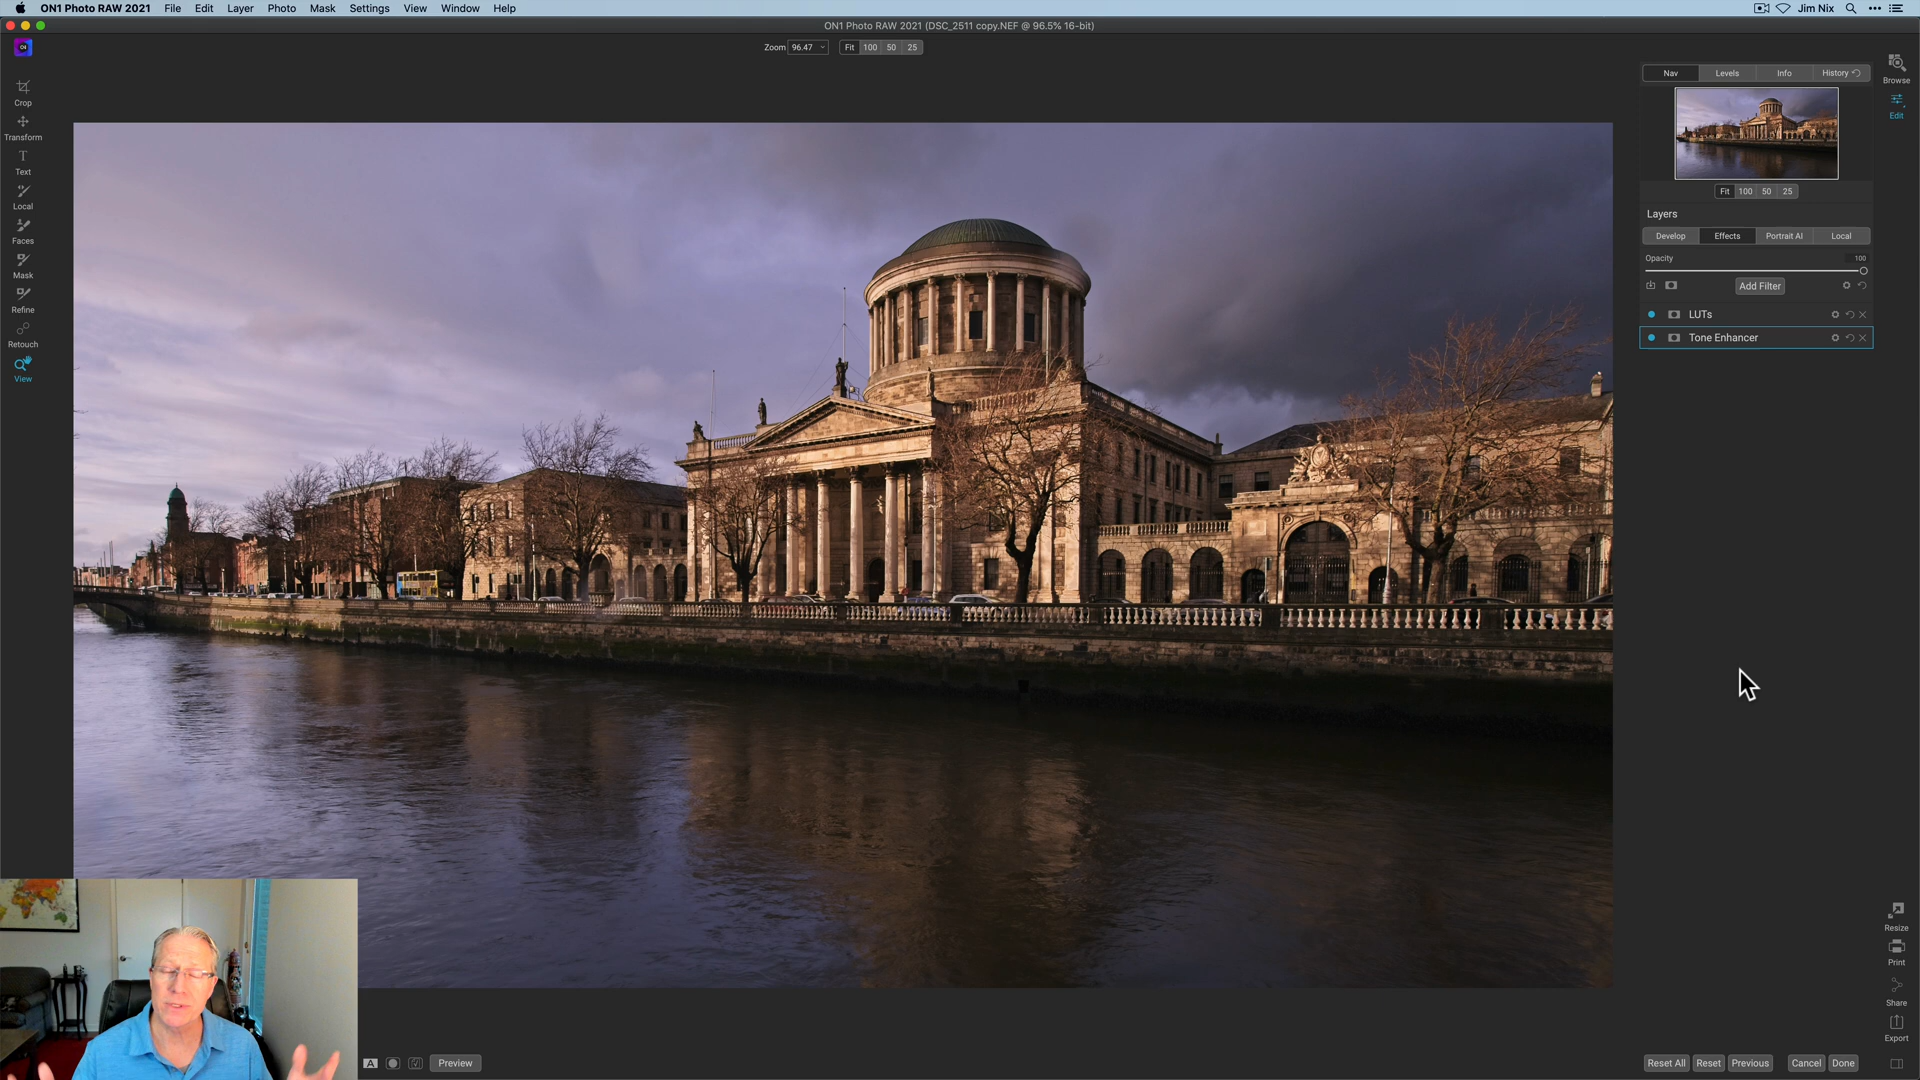 ON1 Photo RAW 2021 File Edit Layer Photo Mask Settings View Window Help Jim Nix
ON1 Photo RAW 2021 (DSC_2511 copy.NEF @ 96.5% 16-bit)
ON
Zoom 96.47 Fit 100 50 25
Crop
Transform
Text
Local
Faces
Mask
Refine
Retouch
View
Nav Levels Info History
Browse
Edit
Fit 100 50 25
Layers
Develop Effects Portrait AI Local
Opacity 100
Add Filter
LUTs
Tone Enhancer
Resize
Print
Share
Export
A Preview
Reset All Reset Previous Cancel Done